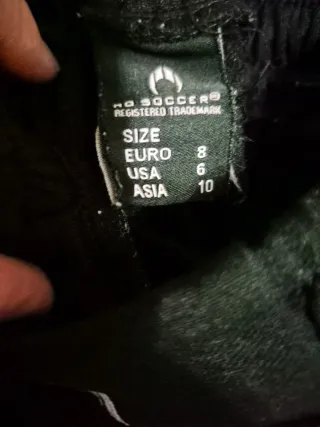 HO SOCCER
REGISTERED TRADEMARK
SIZE
EURO 8
USA 6
ASIA 10